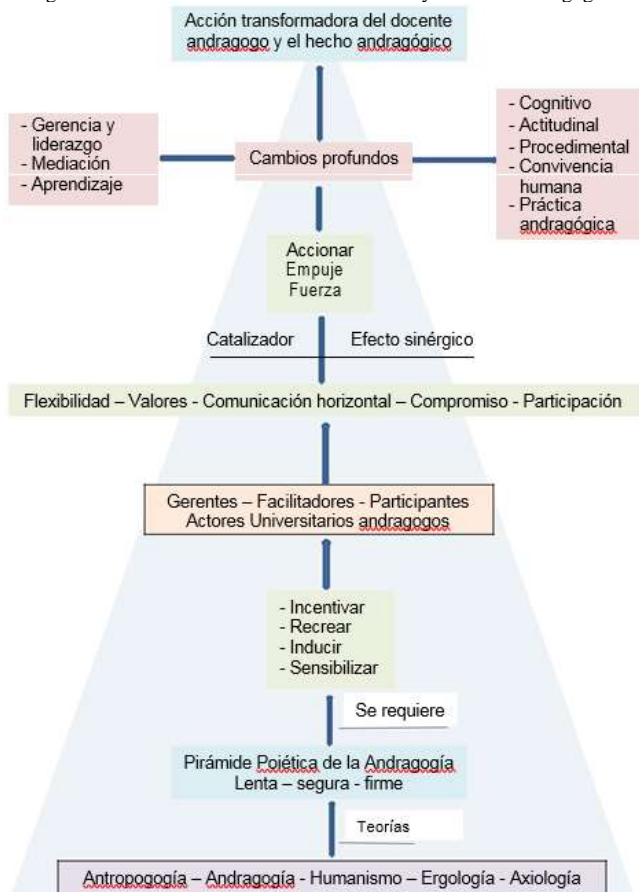 Acción transformadora del docente
andragogo y el hecho andragógico
- Gerencia y
liderazgo
- Mediación
- Aprendizaje
Cambios profundos
- Cognitivo
- Actitudinal
- Procedimental
- Convivencia
humana
- Práctica
andragógica
Accionar
Empuje
Fuerza
Catalizador
Efecto sinérgico
Flexibilidad – Valores - Comunicación horizontal – Compromiso - Participación
Gerentes – Facilitadores - Participantes
Actores Universitarios andragogos
- Incentivar
- Recrear
- Inducir
- Sensibilizar
Se requiere
Pirámide Poiética de la Andragogía
Lenta – segura - firme
Teorías
Antropogogía – Andragogía - Humanismo – Ergología - Axiología